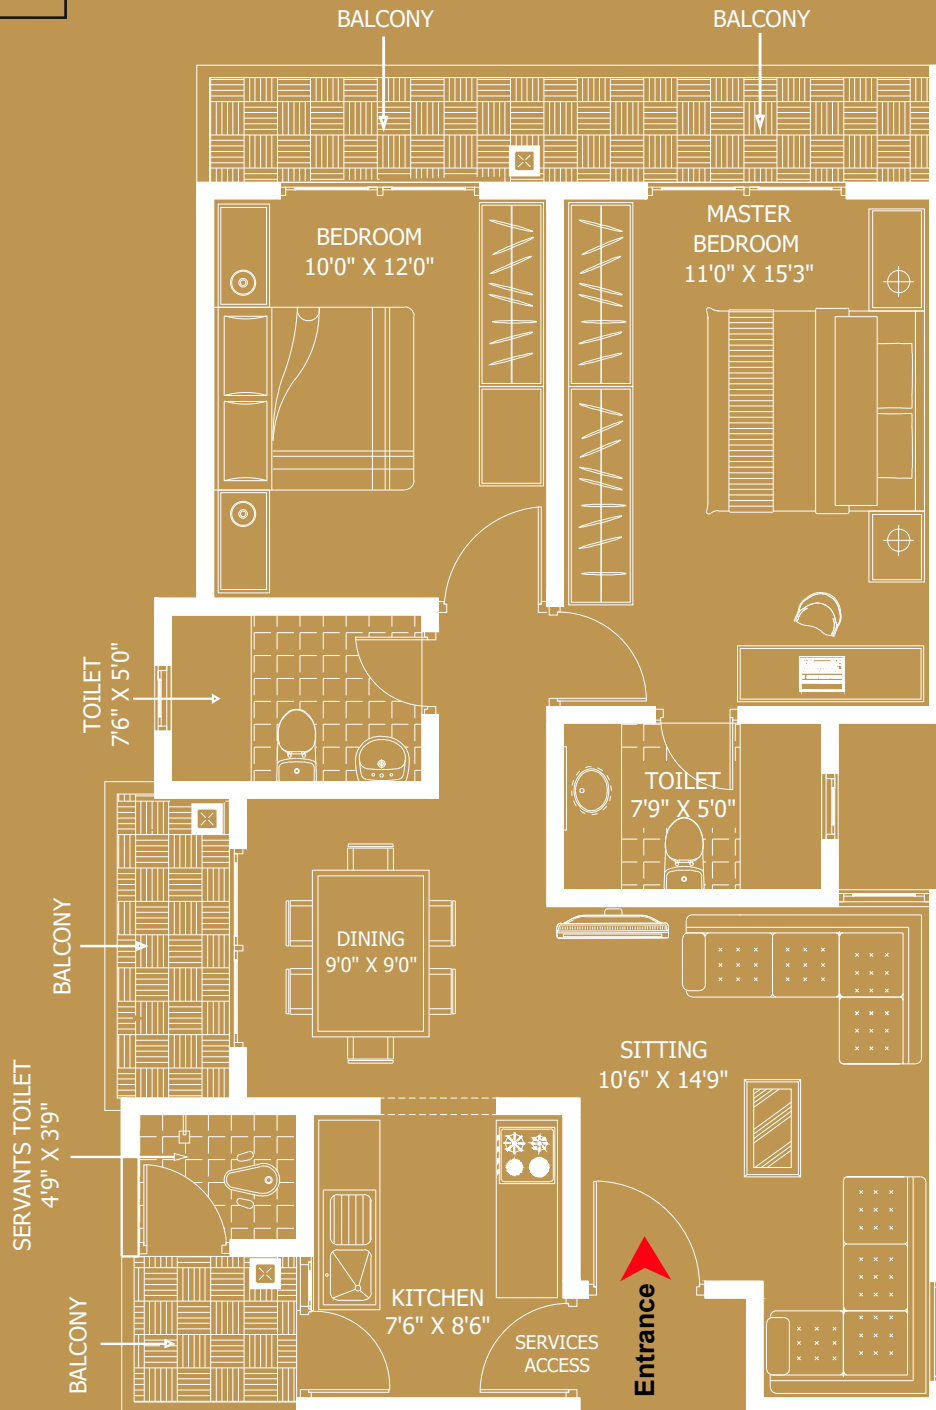 BALCONY
BALCONY
BEDROOM
10'0" X 12'0"
MASTER
BEDROOM
11'0" X 15'3"
TOILET
7'6" X 5'0"
TOILET
7'9" X 5'0"
BALCONY
DINING
9'0" X 9'0"
SITTING
10'6" X 14'9"
SERVANTS TOILET
4'9" X 3'9"
KITCHEN
7'6" X 8'6"
SERVICES
ACCESS
Entrance
BALCONY